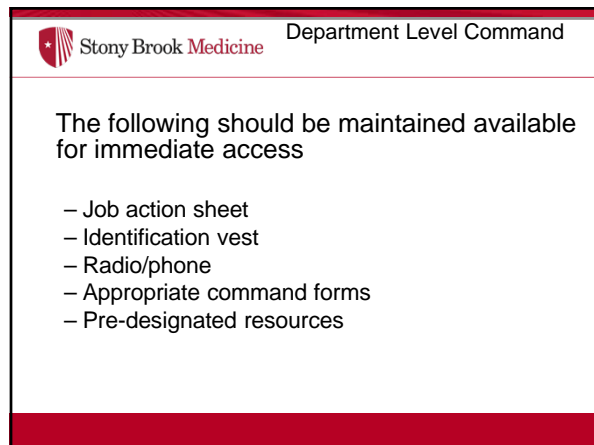 Stony Brook Medicine
Department Level Command
The following should be maintained available
for immediate access
– Job action sheet
– Identification vest
– Radio/phone
– Appropriate command forms
– Pre-designated resources